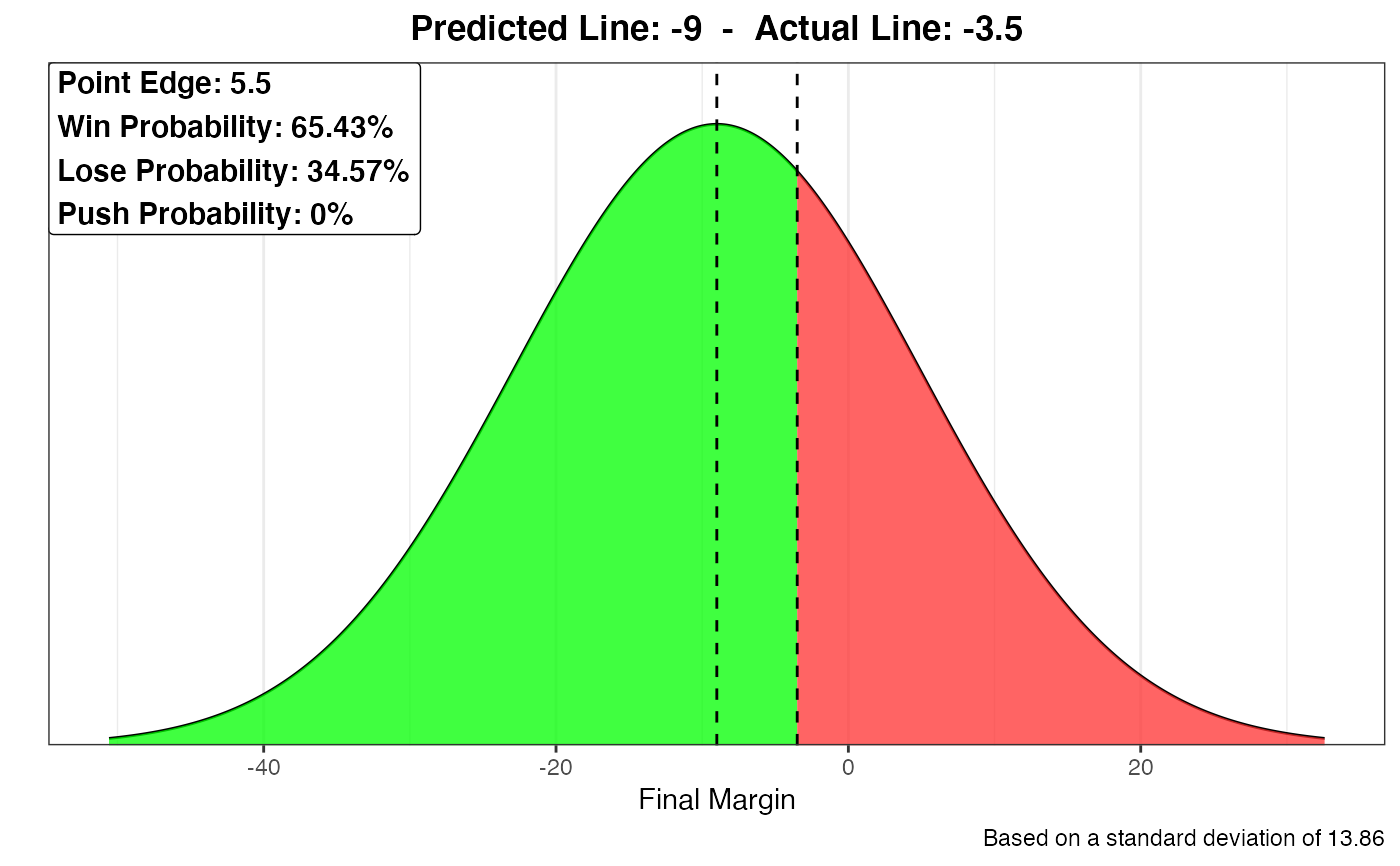 Predicted Line: -9  -  Actual Line: -3.5
Point Edge: 5.5
Win Probability: 65.43%
Lose Probability: 34.57%
Push Probability: 0%
-40
-20
0
20
Final Margin
Based on a standard deviation of 13.86